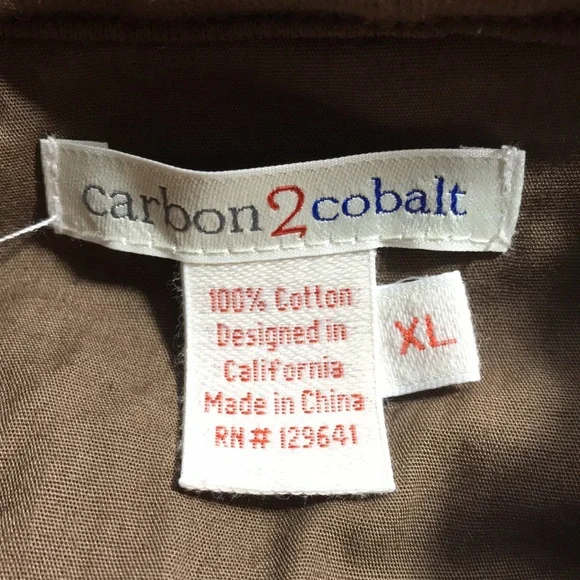 carbon2cobalt
100% Cotton
Designed in
California
Made in China
RN# 129641
XL